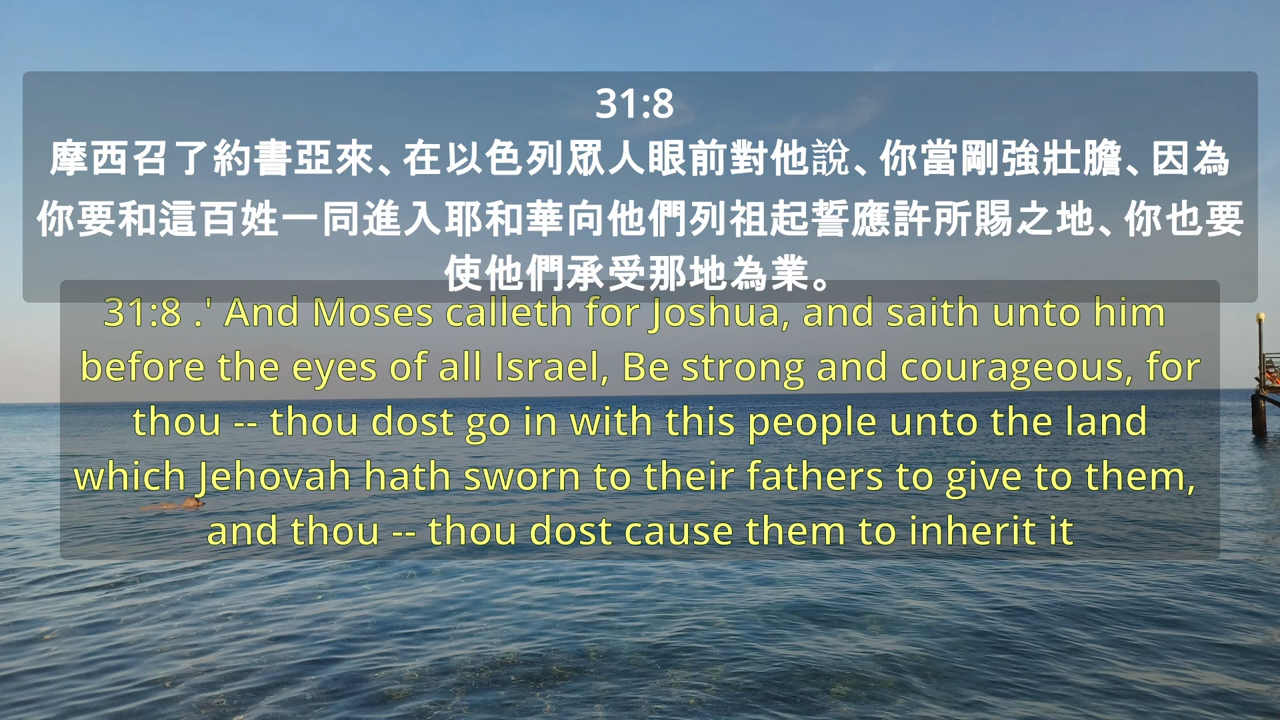 31:8
摩西召了約書亞來、在以色列眾人眼前對他說、你當剛強壯膽、因為
你要和這百姓一同進入耶和華向他們列祖起誓應許所賜之地、你也要
使他們承受那地為業。
31:8 .' And Moses calleth for Joshua, and saith unto him
before the eyes of all Israel, Be strong and courageous, for
thou -- thou dost go in with this people unto the land
which Jehovah hath sworn to their fathers to give to them,
and thou -- thou dost cause them to inherit it